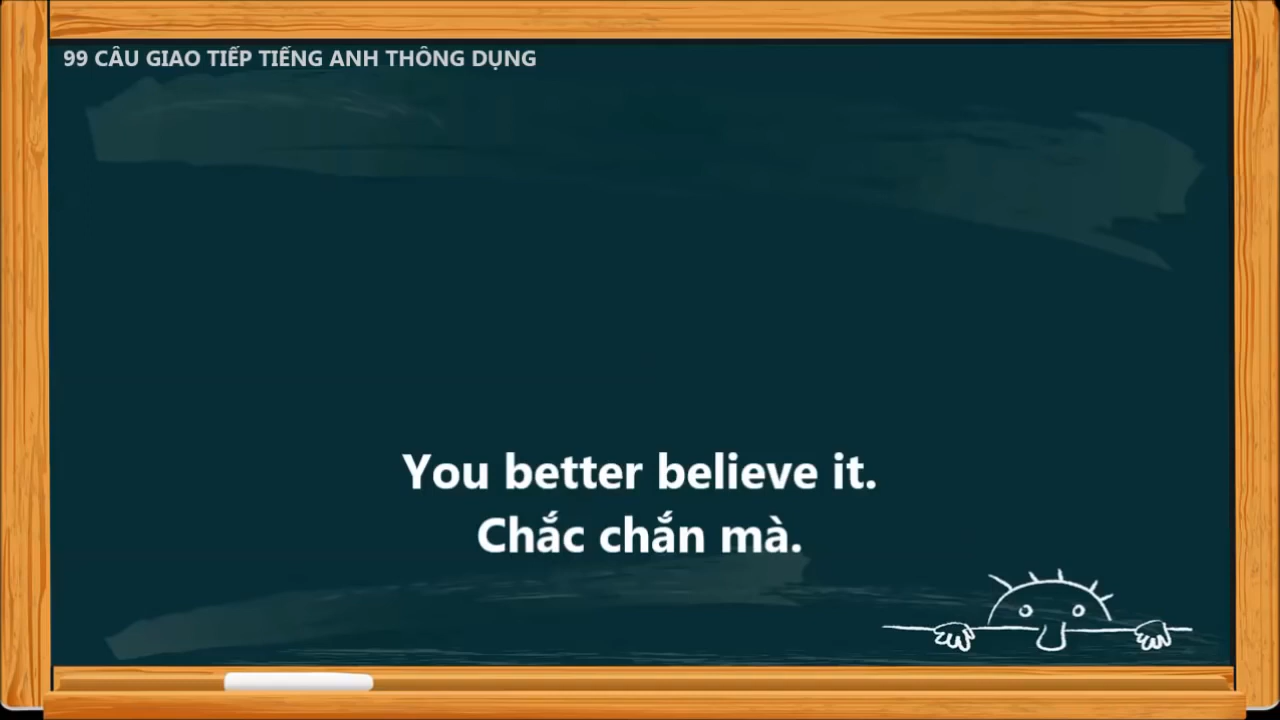 99 CÂU GIAO TIẾP TIẾNG ANH THÔNG DỤNG
You better believe it.
Chắc chắn mà.